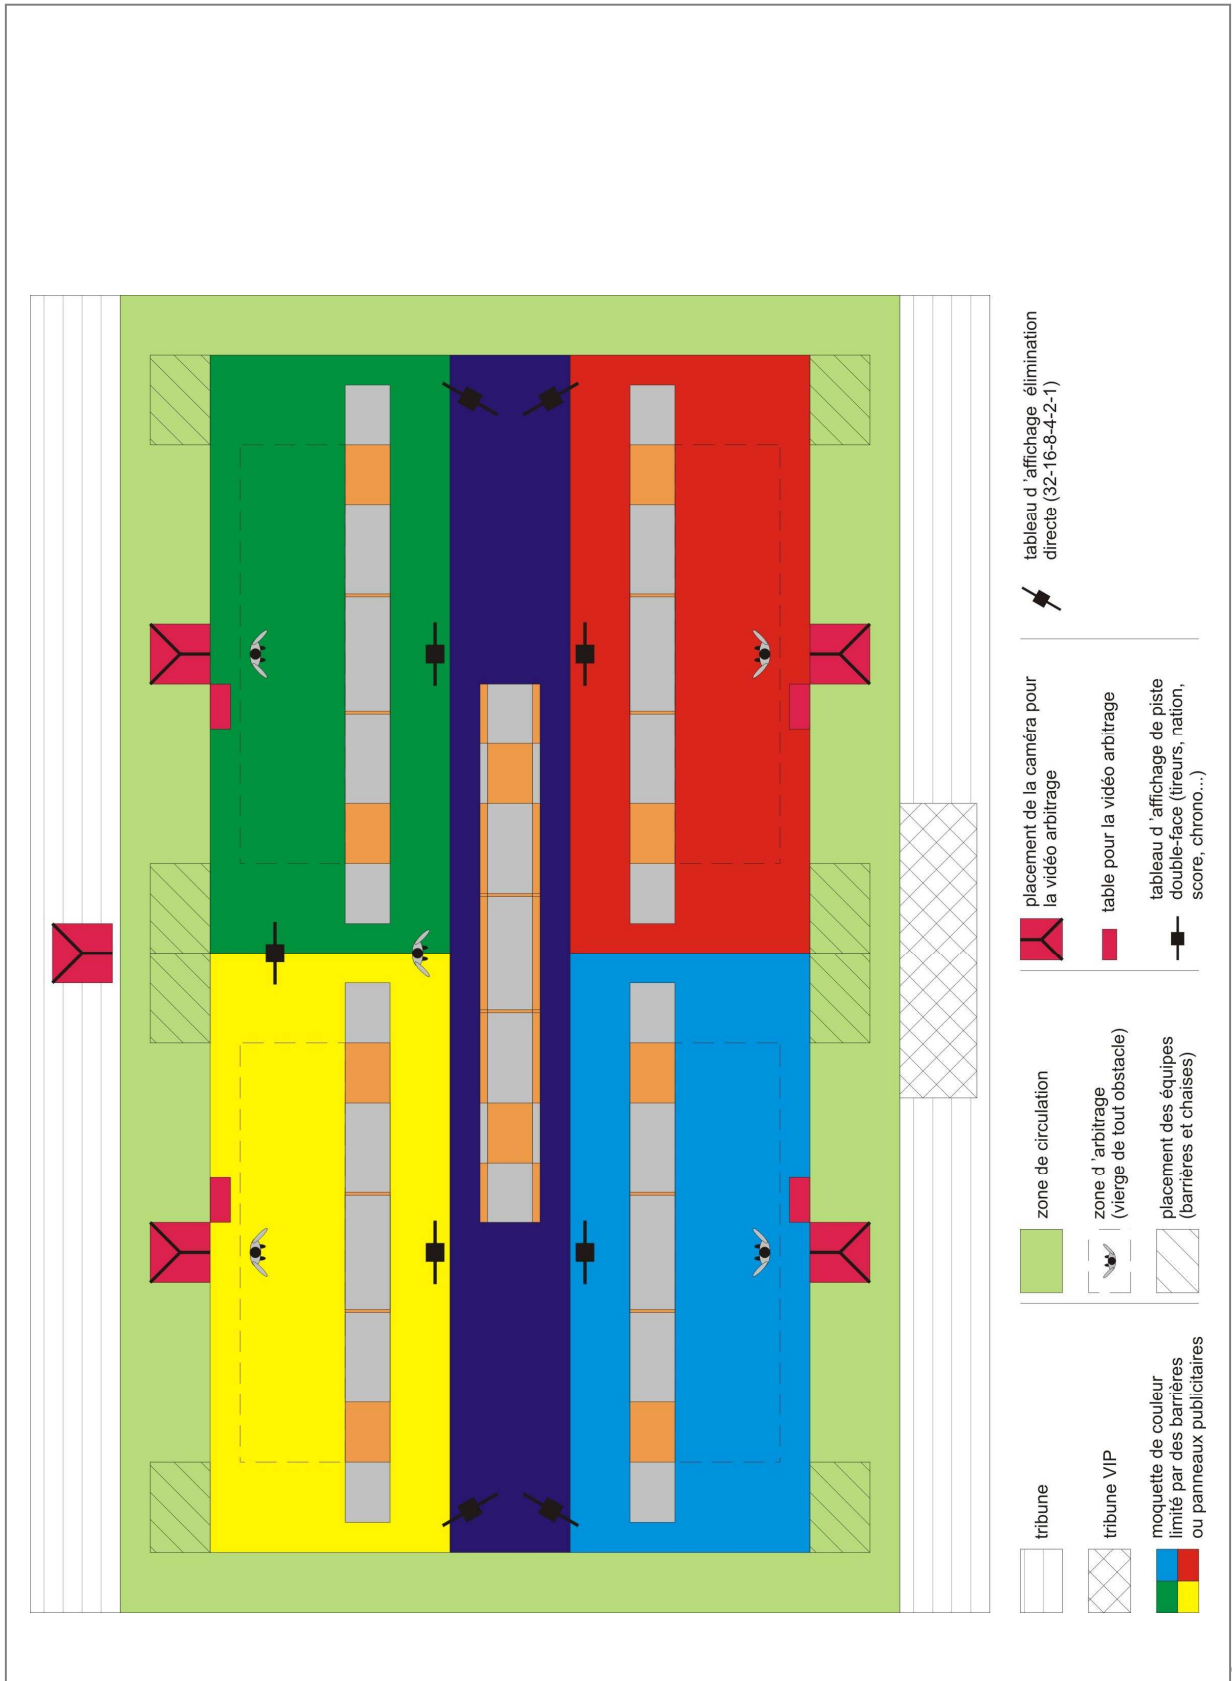 tribune
tribune VIP
moquette de couleur
limité par des barrières
ou panneaux publicitaires
zone de circulation
zone d 'arbitrage
(vierge de tout obstacle)
placement des équipes
(barrières et chaises)
placement de la caméra pour
la vidéo arbitrage
table pour la vidéo arbitrage
tableau d 'affichage de piste
double-face (tireurs, nation,
score, chrono...)
tableau d 'affichage élimination
directe (32-16-8-4-2-1)